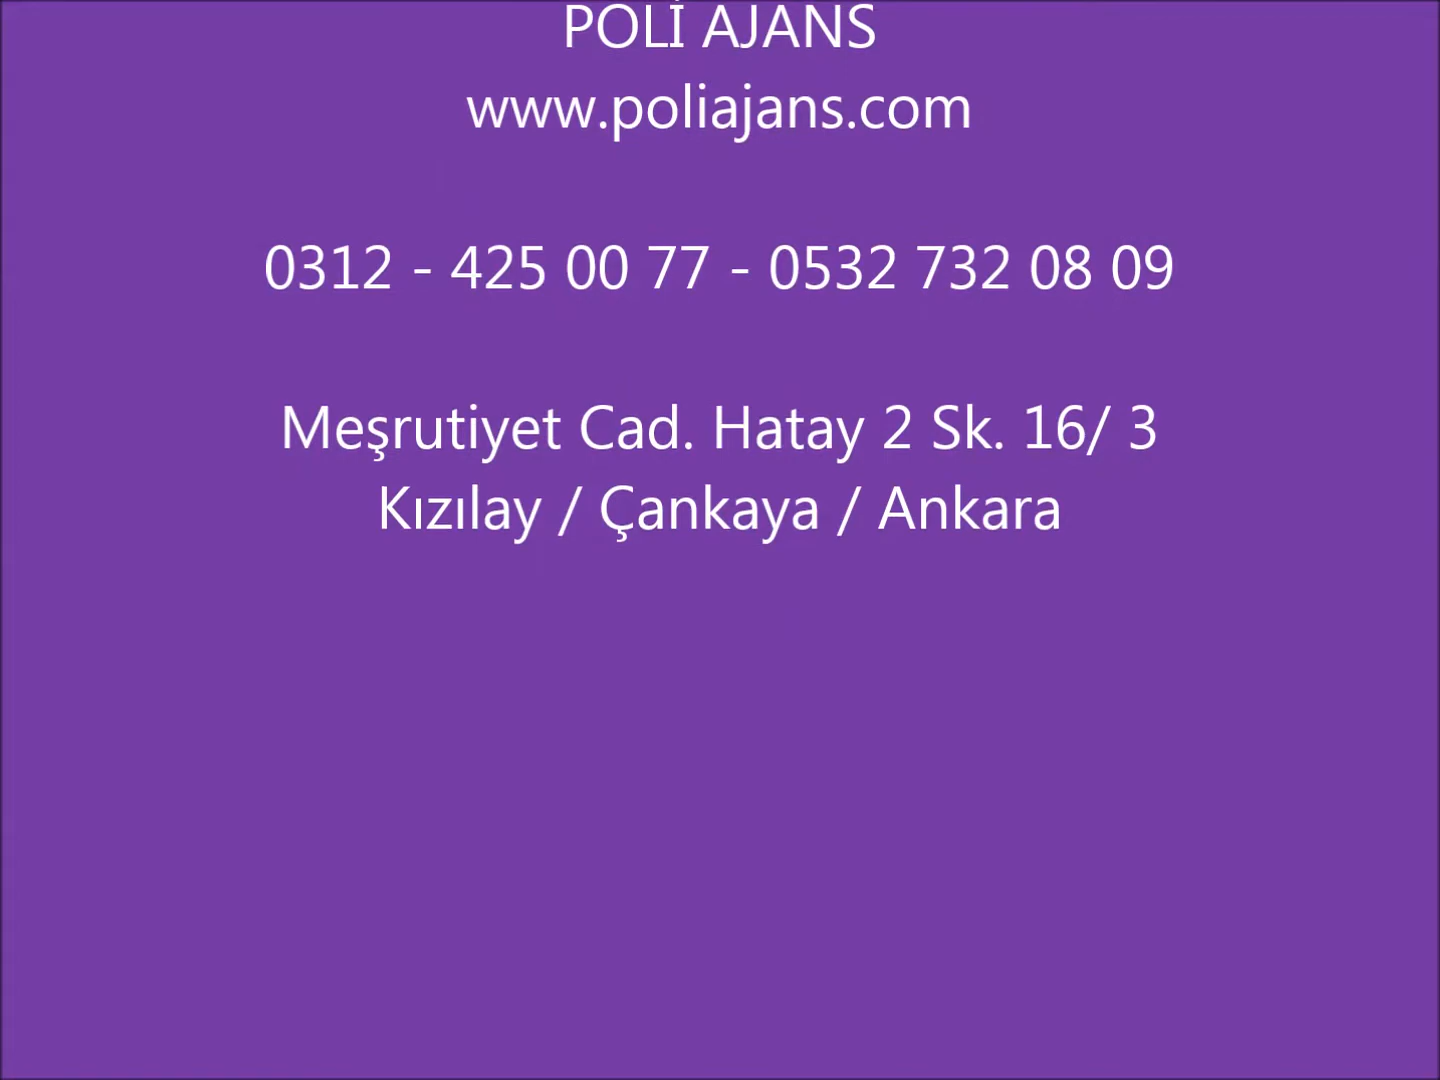 POLİ AJANS
www.poliajans.com
0312 - 425 00 77 - 0532 732 08 09
Meşrutiyet Cad. Hatay 2 Sk. 16/ 3
Kızılay / Çankaya / Ankara